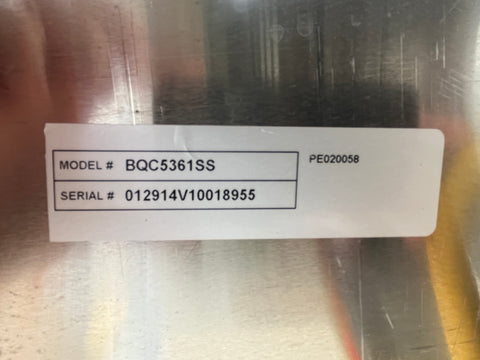 MODEL # BQC5361SS
PE020058
SERIAL # 012914V10018955